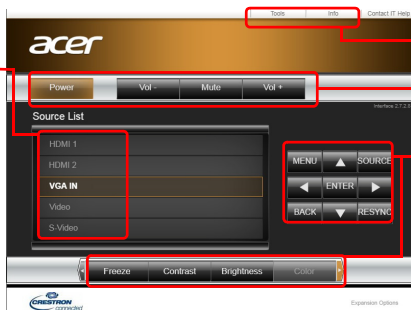 Tools Info Contact IT Help
acer
Power Vol - Mute Vol +
Interface 2.7.2.
Source List
HDMI 1
HDMI 2
VGA IN
Video
S-Video
MENU SOURCE
ENTER
BACK RESYNC
Freeze Contrast Brightness Color
CRESTRON
connected
Expansion Options